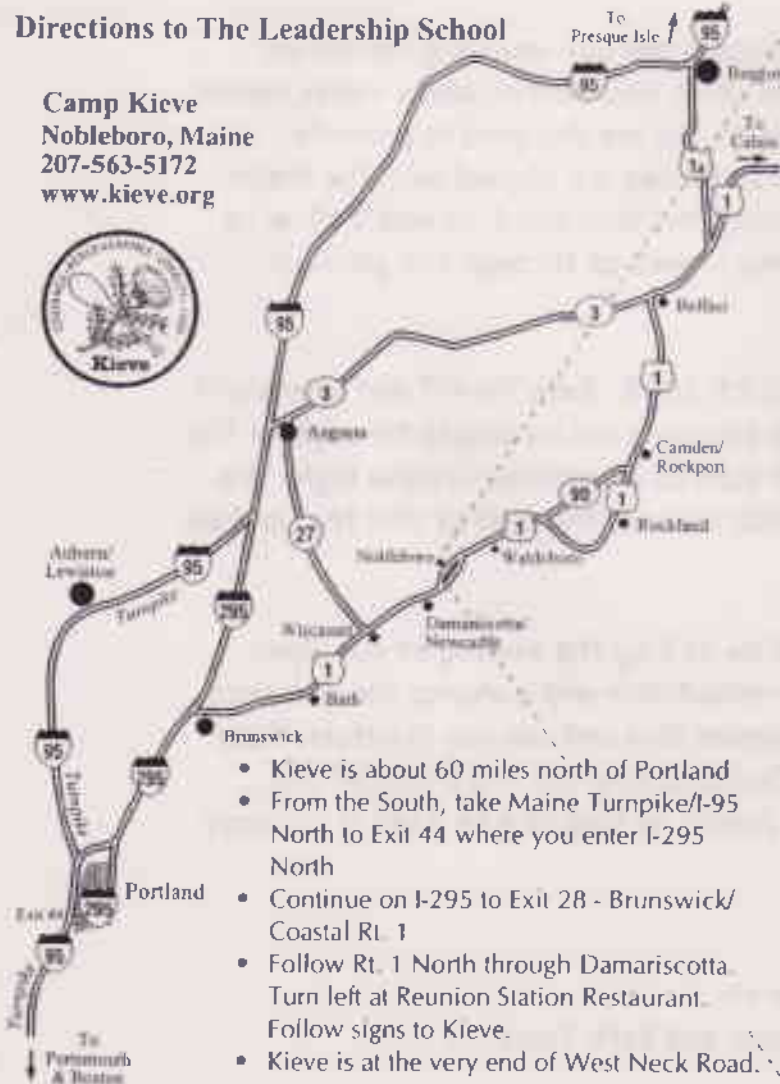 Directions to The Leadership School
Camp Kieve
Nobleboro, Maine
207-563-5172
www.kieve.org
Kieve
To
Presque Isle
95
95
Bangor
To
Calais
1A
1
95
3
Belfast
3
1
Augusta
Camden/
Rockport
90
1
1
Rockland
27
Nobleboro
Waldoboro
Auburn/
Lewiston
95
Turnpike
295
Wiscasset
Damariscotta/
Newcastle
1
Bath
Brunswick
95
295
Turnpike
Portland
Exit 44
295
95
Turnpike
To
Portsmouth
& Boston
• Kieve is about 60 miles north of Portland
• From the South, take Maine Turnpike/I-95
North to Exit 44 where you enter I-295
North
• Continue on I-295 to Exit 28 - Brunswick/
Coastal Rt. 1
• Follow Rt. 1 North through Damariscotta.
Turn left at Reunion Station Restaurant.
Follow signs to Kieve.
• Kieve is at the very end of West Neck Road.